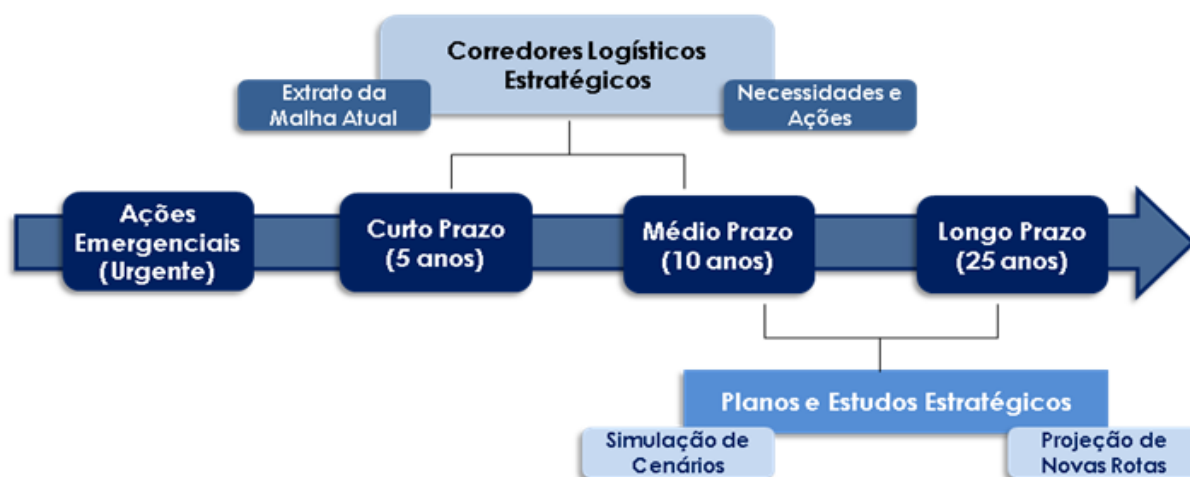 Corredores Logísticos
Estratégicos
Extrato da
Malha Atual
Necessidades e
Ações
Ações
Emergenciais
(Urgente)
Curto Prazo
(5 anos)
Médio Prazo
(10 anos)
Longo Prazo
(25 anos)
Planos e Estudos Estratégicos
Simulação de
Cenários
Projeção de
Novas Rotas